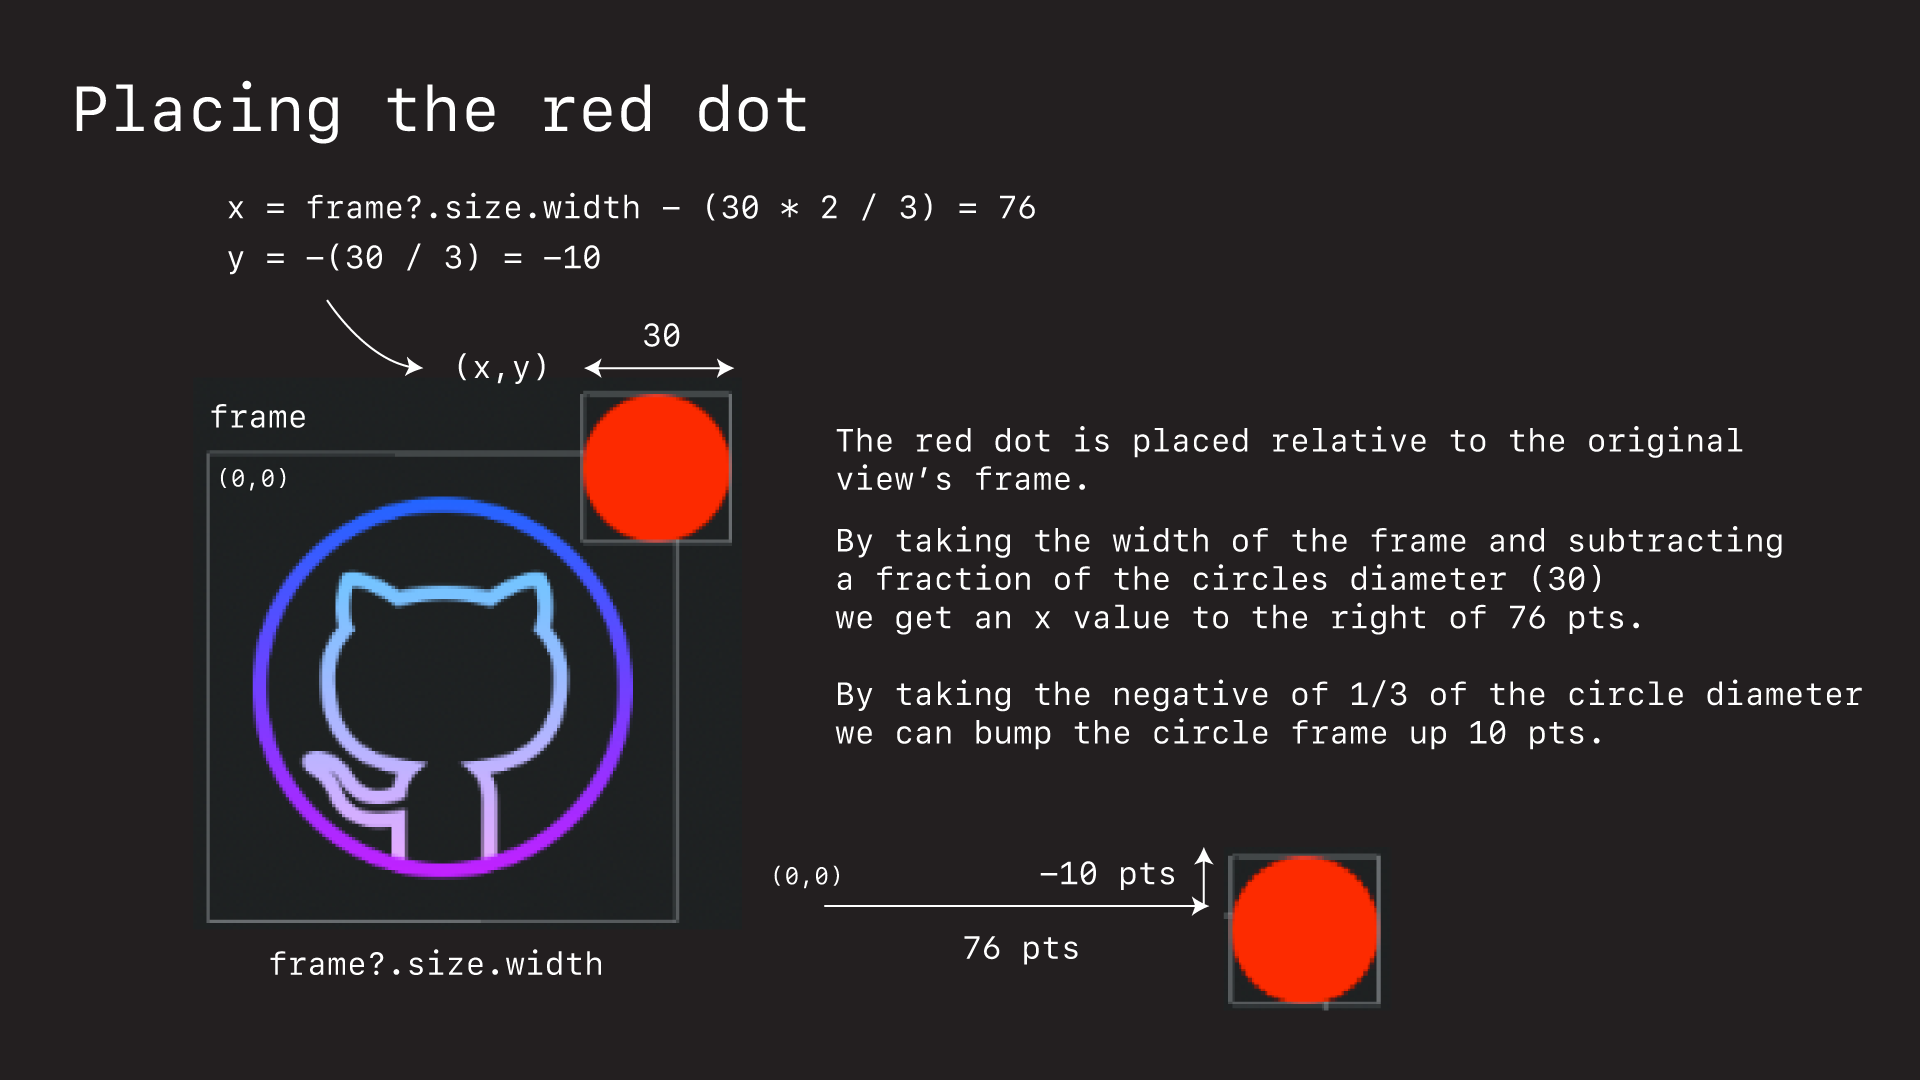 Placing the red dot
x = frame?.size.width – (30 * 2 / 3) = 76
y = –(30 / 3) = –10
30
(x,y)
frame
(0,0)
The red dot is placed relative to the original
view’s frame.
By taking the width of the frame and subtracting
a fraction of the circles diameter (30)
we get an x value to the right of 76 pts.
By taking the negative of 1/3 of the circle diameter
we can bump the circle frame up 10 pts.
(0,0)
–10 pts
76 pts
frame?.size.width